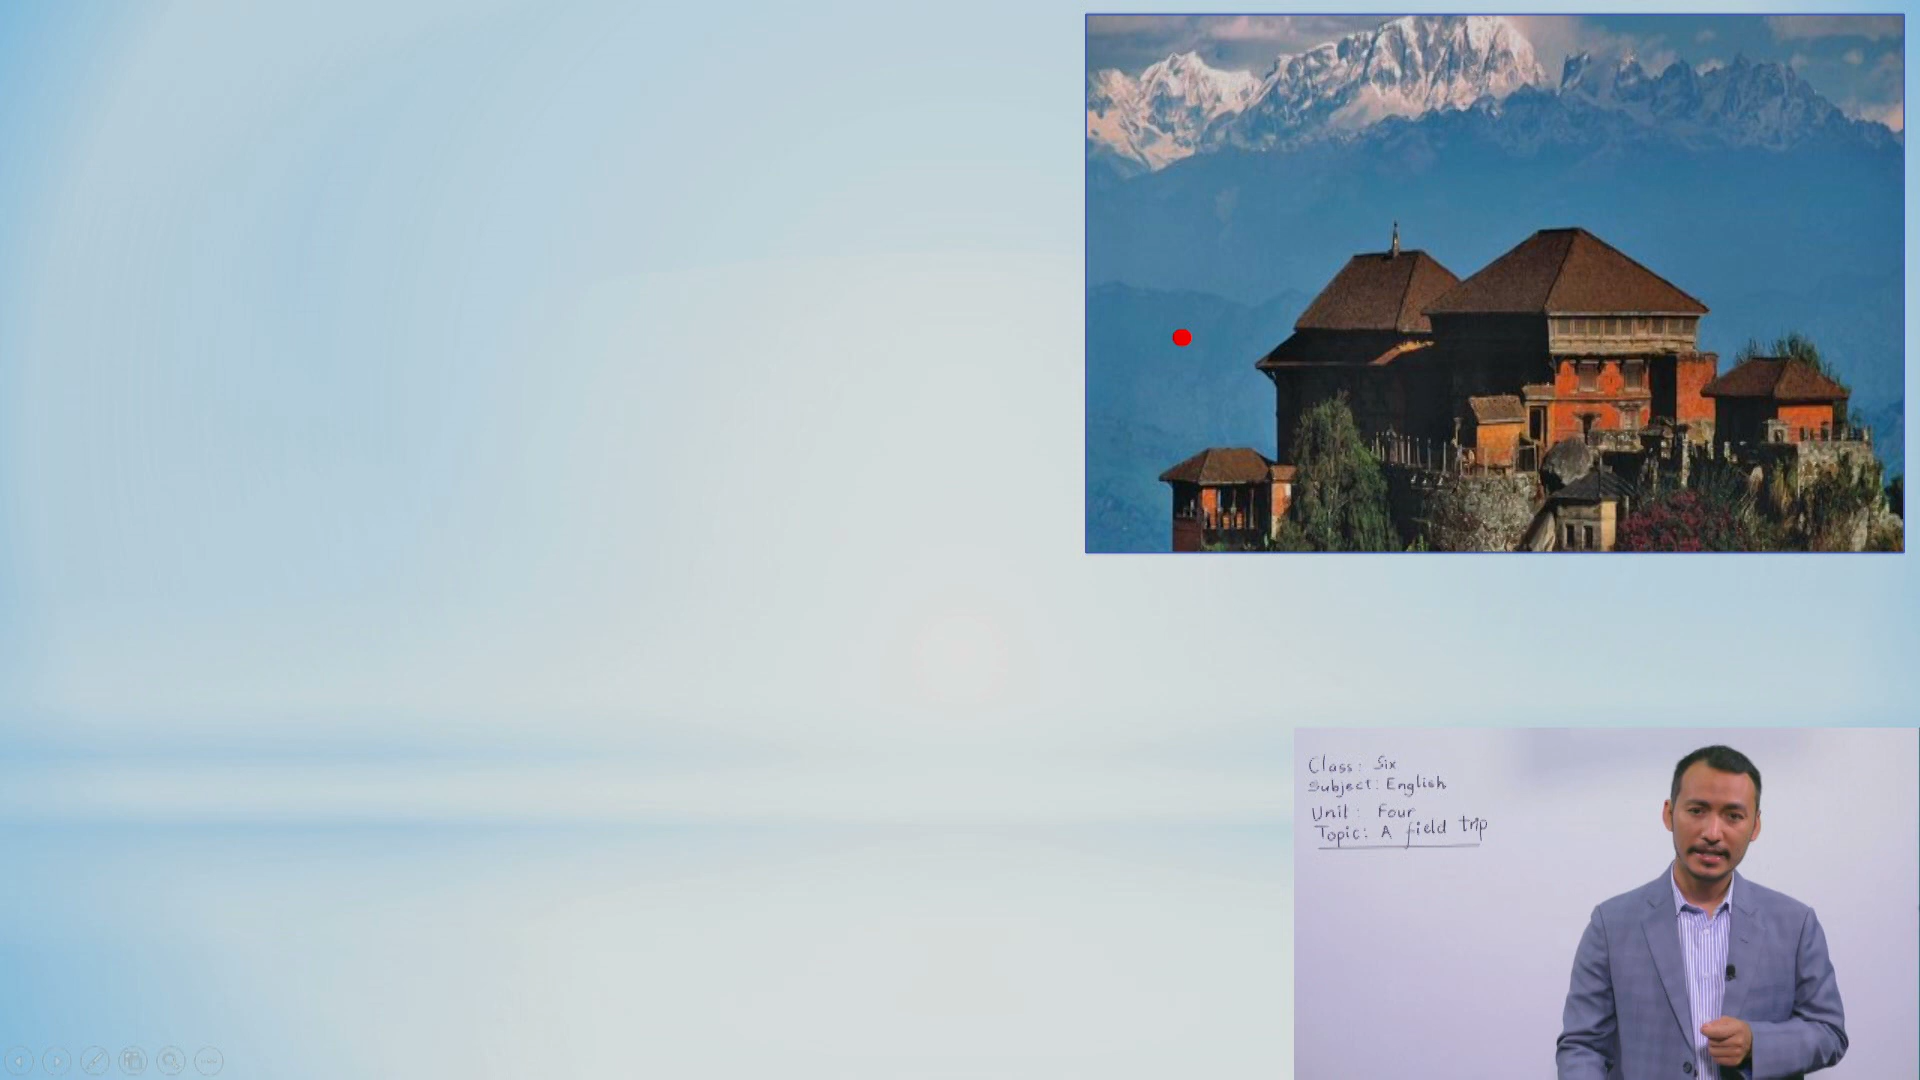 Class: Six
Subject: English
Unit: Four
Topic: A field trip